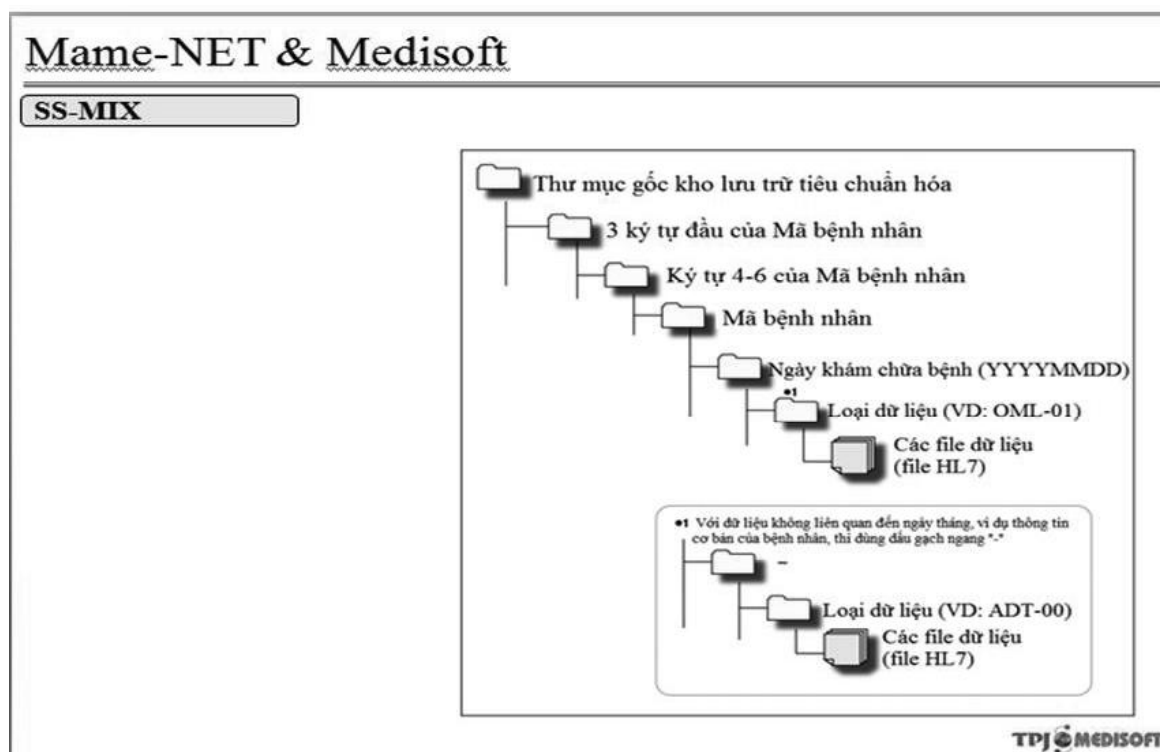 Mame-NET & Medisoft
SS-MIX
Thư mục gốc kho lưu trữ tiêu chuẩn hóa
3 ký tự đầu của Mã bệnh nhân
Ký tự 4-6 của Mã bệnh nhân
Mã bệnh nhân
Ngày khám chữa bệnh (YYYYMMDD)
●1
Loại dữ liệu (VD: OML-01)
Các file dữ liệu
(file HL7)
●1 Với dữ liệu không liên quan đến ngày tháng, ví dụ thông tin
cơ bản của bệnh nhân, thì dùng dấu gạch ngang "-"
–
Loại dữ liệu (VD: ADT-00)
Các file dữ liệu
(file HL7)
TPJ MEDISOFT